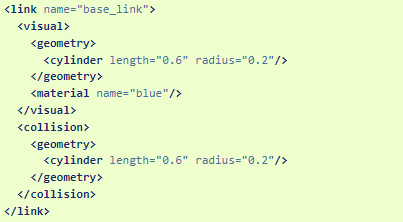 <link name="base_link">
  <visual>
    <geometry>
      <cylinder length="0.6" radius="0.2"/>
    </geometry>
    <material name="blue"/>
  </visual>
  <collision>
    <geometry>
      <cylinder length="0.6" radius="0.2"/>
    </geometry>
  </collision>
</link>